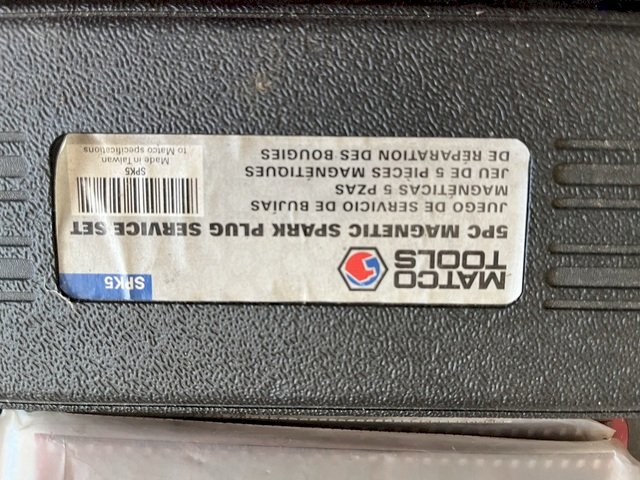 MATCO
TOOLS
SPK5
5PC MAGNETIC SPARK PLUG SERVICE SET
JUEGO DE SERVICIO DE BUJIAS
MAGNÉTICAS 5 PZAS
JEU DE 5 PIÈCES MAGNÉTIQUES
DE RÉPARATION DES BOUGIES
SPK5
Made in Taiwan
to Matco specifications